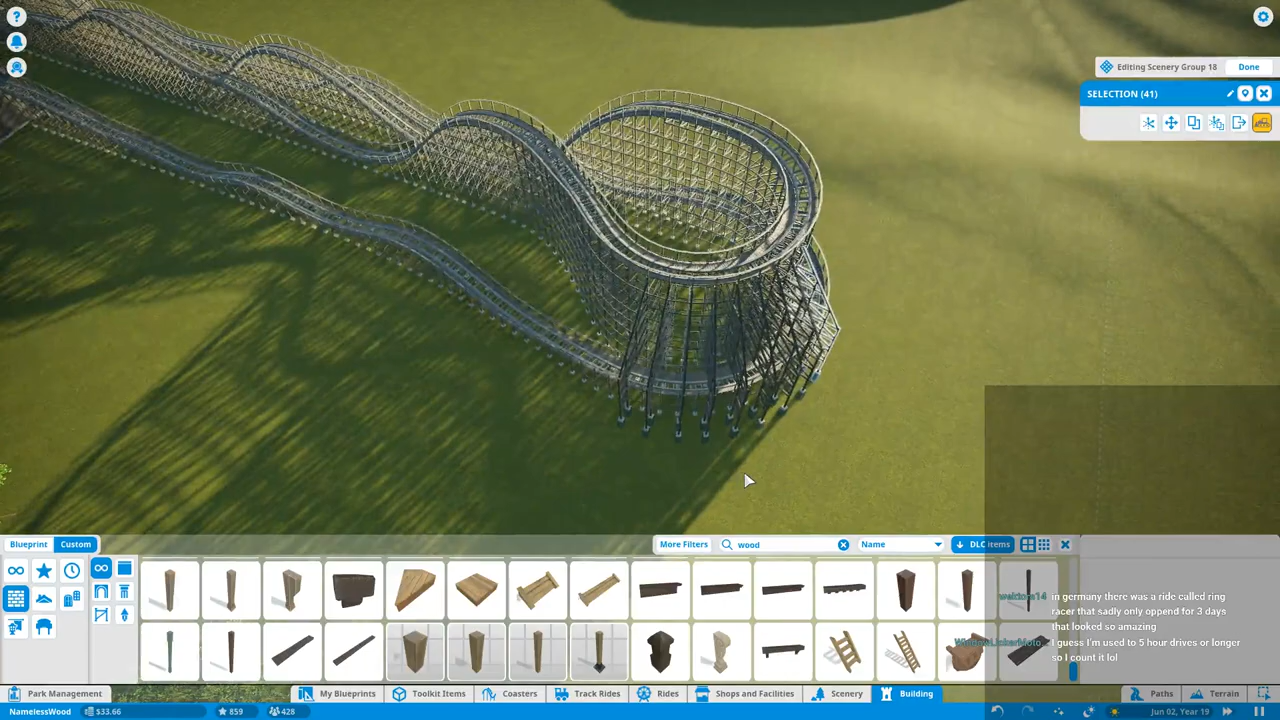 Editing Scenery Group 18
Done
SELECTION (41)
Blueprint
Custom
More Filters
wood
Name
DLC Items
wektom14
in germany there was a ride called ring
racer that sadly only oppend for 3 days
that looked so amazing
I guess I'm used to 5 hour drives or longer
so I count it lol
Park Management
My Blueprints
Toolkit Items
Coasters
Track Rides
Rides
Shops and Facilities
Scenery
Building
Paths
Terrain
NamelessWood
$33.66
859
428
Jun 02, Year 19